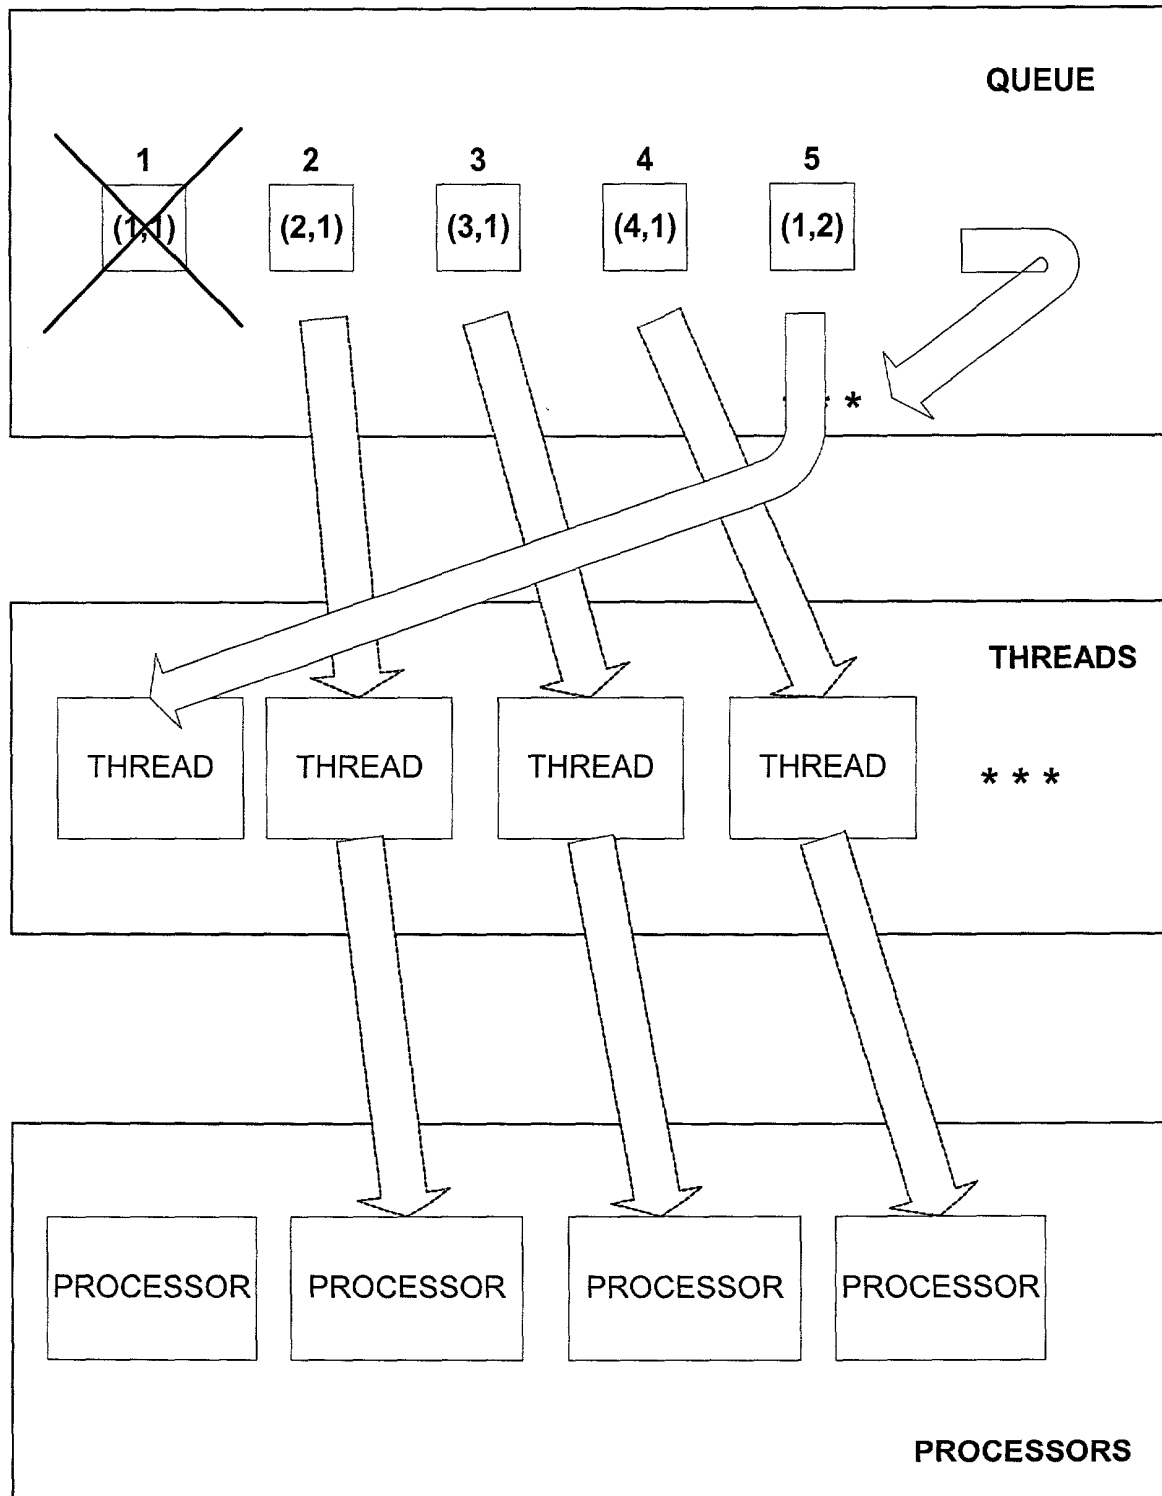 QUEUE
1 2 3 4 5
(1,1) (2,1) (3,1) (4,1) (1,2)
* *
THREADS
THREAD THREAD THREAD THREAD
* * *
PROCESSOR PROCESSOR PROCESSOR PROCESSOR
PROCESSORS